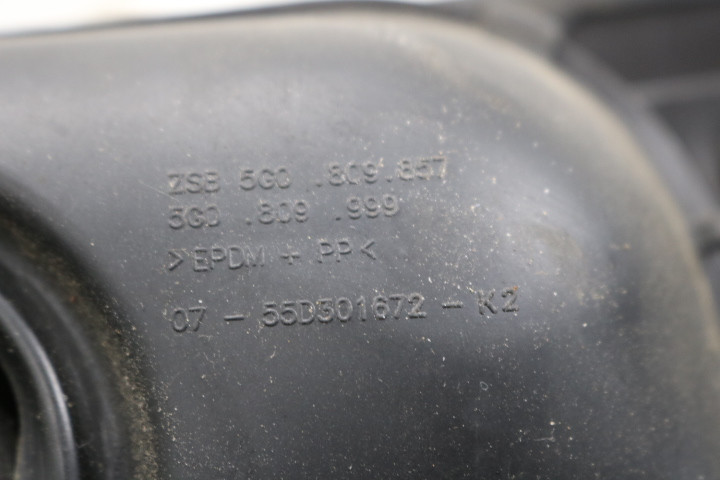 ZSB 5G0 .809.857
5G0 .809 .999
>EPDM + PP<
07 - 55D301672 - K2